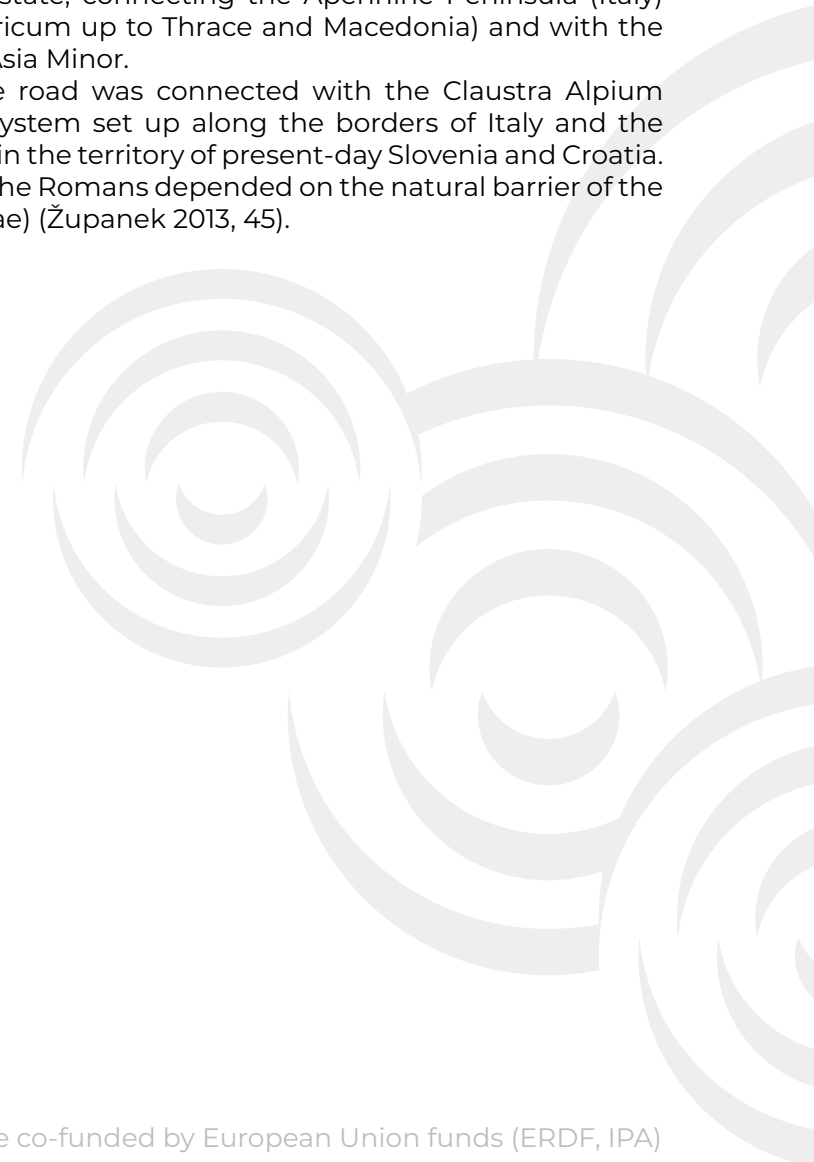 state, connecting the Apennine Peninsula (Italy)
ricum up to Thrace and Macedonia) and with the
Asia Minor.
e road was connected with the Claustra Alpium
ystem set up along the borders of Italy and the
in the territory of present-day Slovenia and Croatia.
he Romans depended on the natural barrier of the
ae) (Županek 2013, 45).
e co-funded by European Union funds (ERDF, IPA)